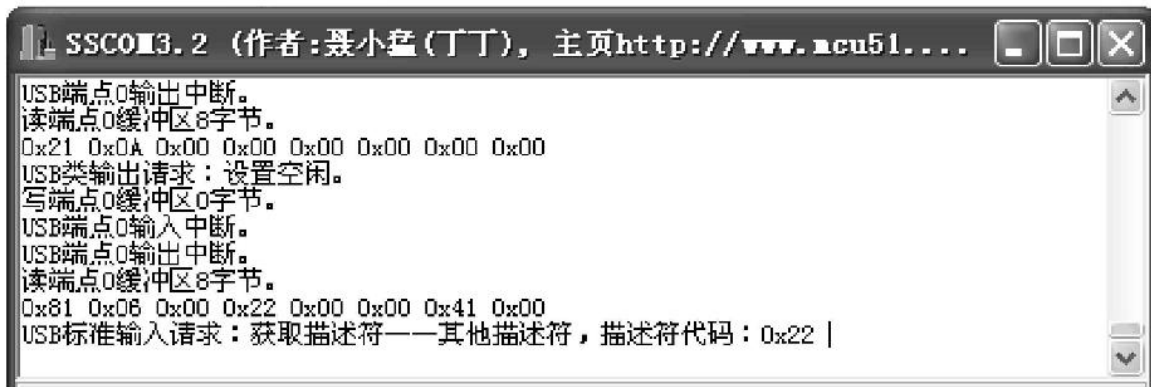 SSCOM3.2 (作者:聂小猛(丁丁), 主页http://www.mcu51....
USB端点0输出中断。
读端点0缓冲区8字节。
0x21 0x0A 0x00 0x00 0x00 0x00 0x00 0x00
USB类输出请求：设置空闲。
写端点0缓冲区0字节。
USB端点0输入中断。
USB端点0输出中断。
读端点0缓冲区8字节。
0x81 0x06 0x00 0x22 0x00 0x00 0x41 0x00
USB标准输入请求：获取描述符——其他描述符，描述符代码：0x22